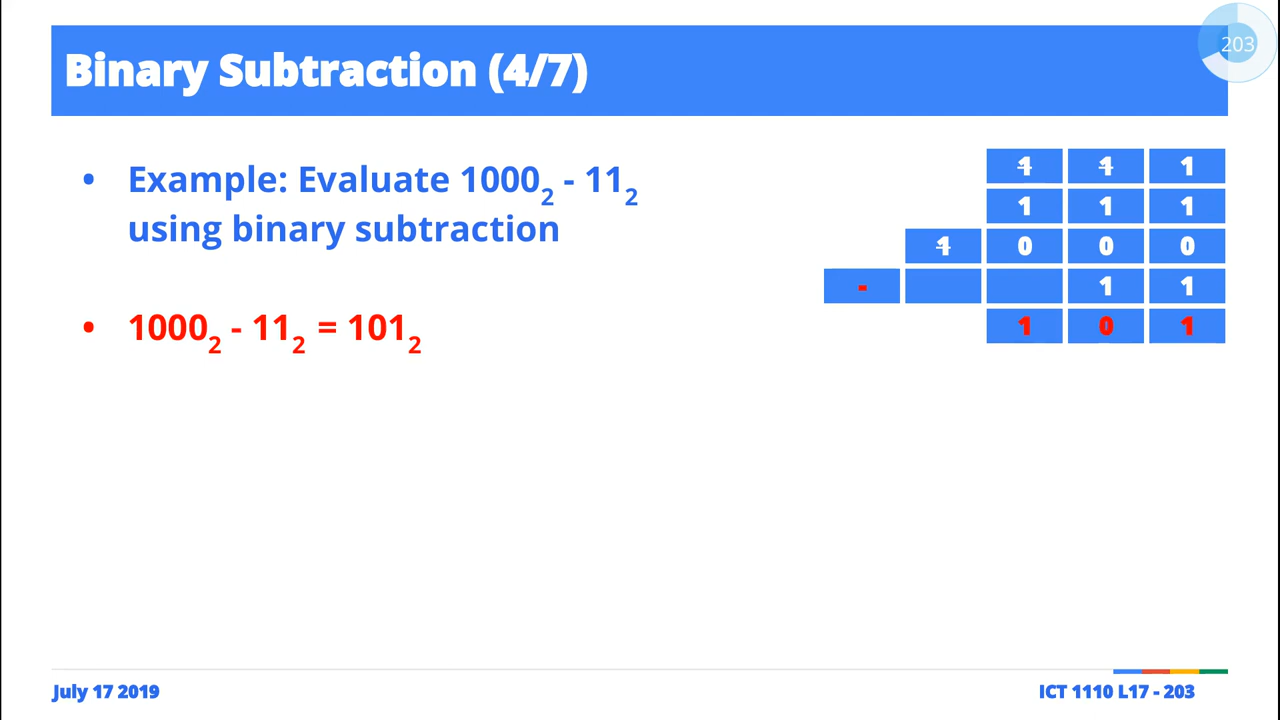 203
Binary Subtraction (4/7)
• Example: Evaluate 1000₂ - 11₂
using binary subtraction
• 1000₂ - 11₂ = 101₂
1 1 1
1 1 1
1 0 0 0
- 1 1
1 0 1
July 17 2019
ICT 1110 L17 - 203